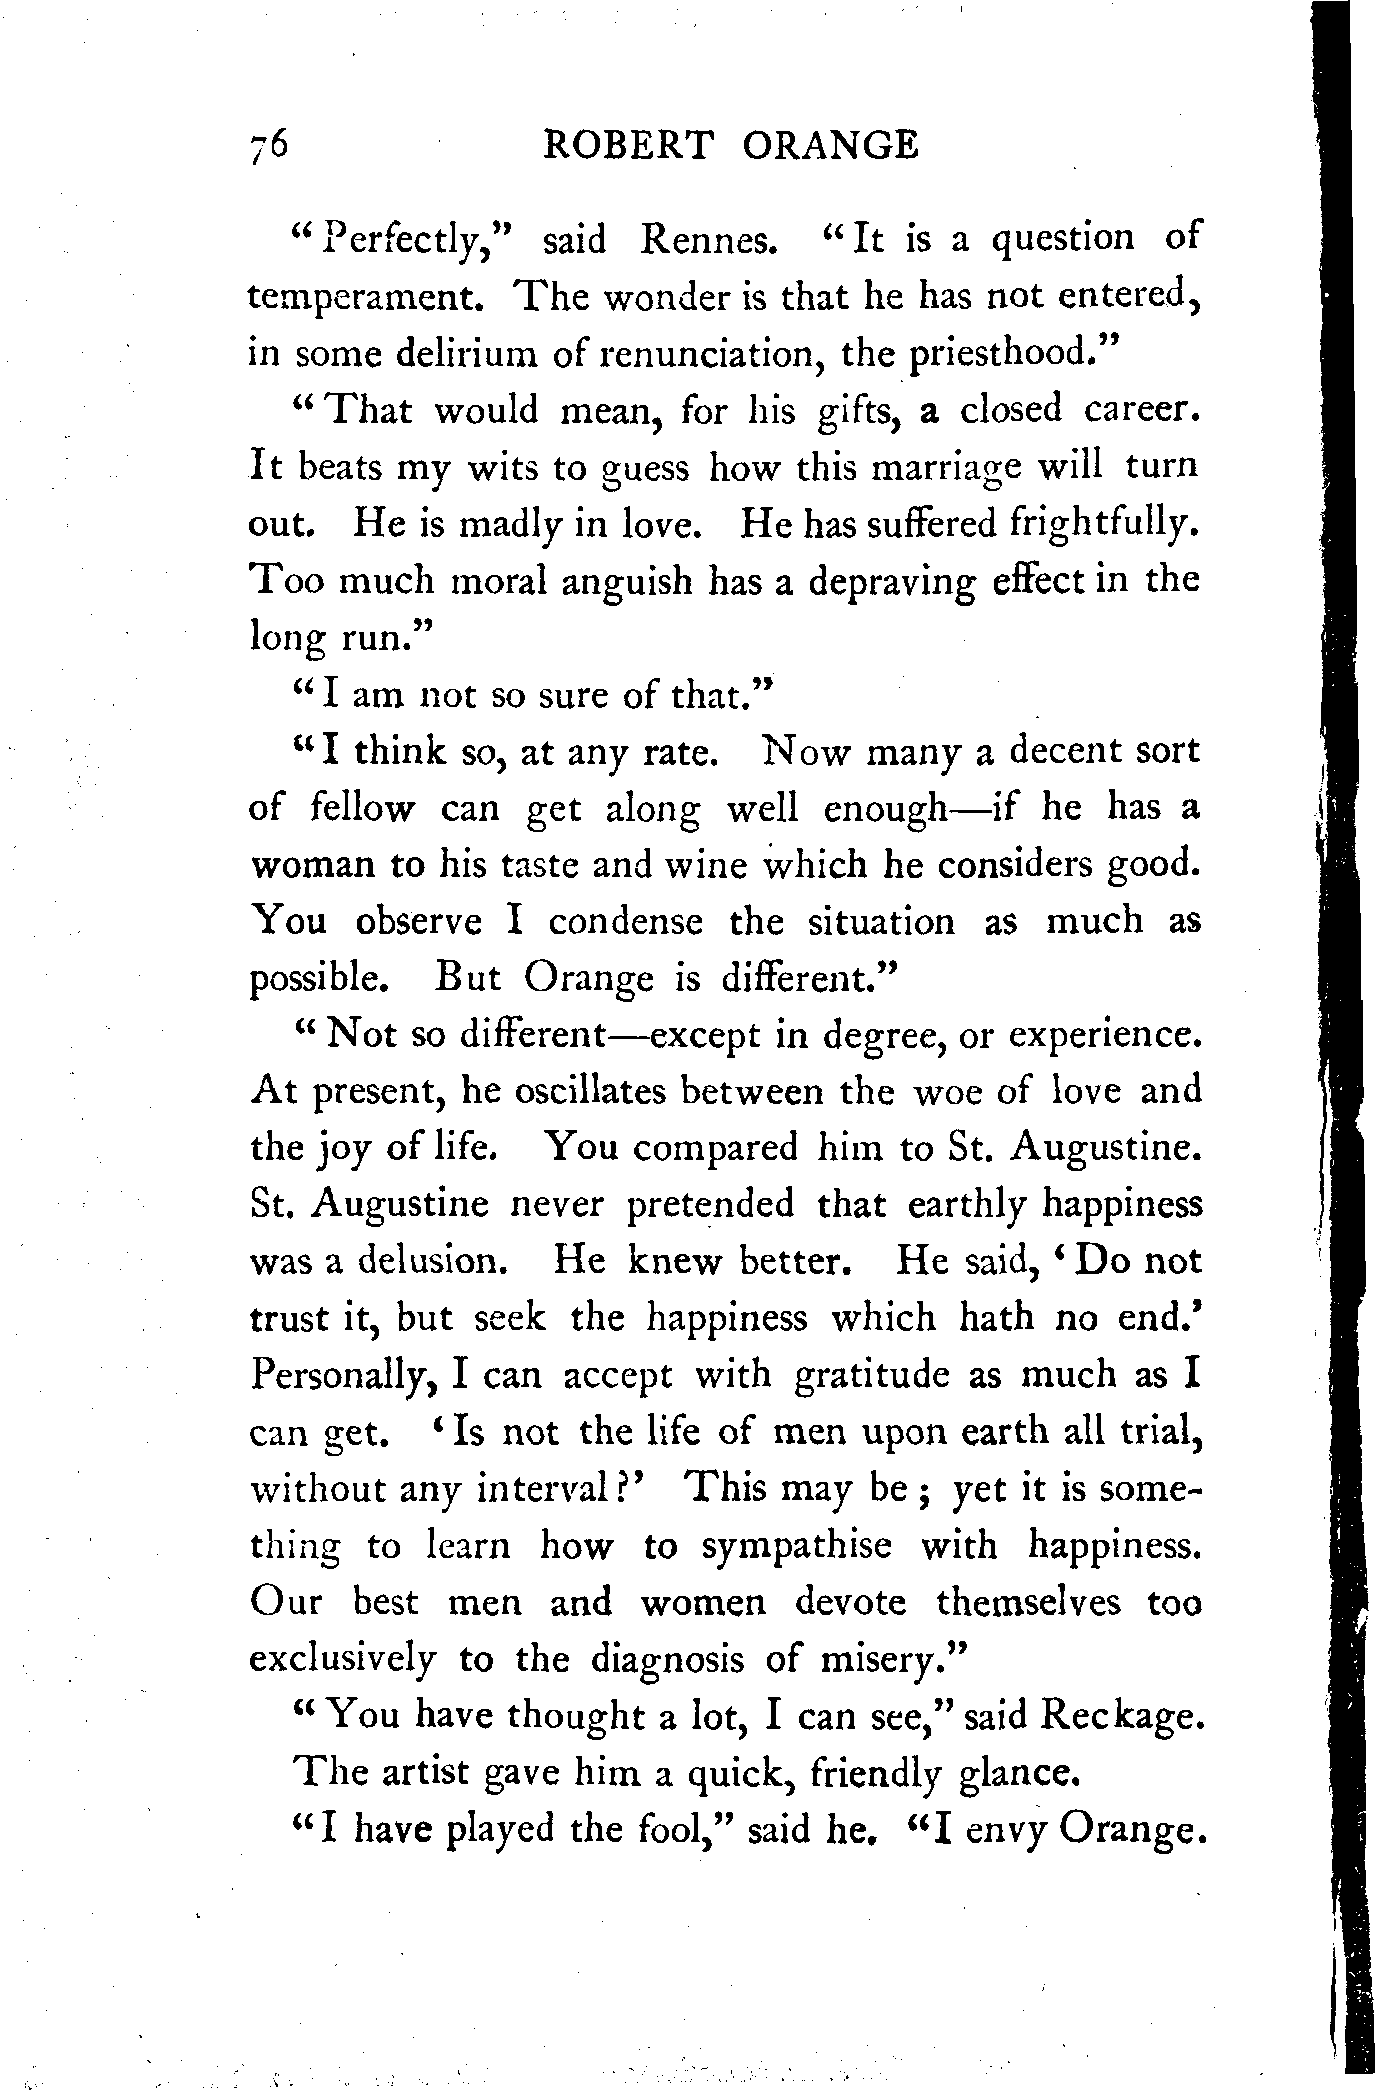 76 ROBERT ORANGE
"Perfectly," said Rennes. "It is a question of
temperament. The wonder is that he has not entered,
in some delirium of renunciation, the priesthood."
"That would mean, for his gifts, a closed career.
It beats my wits to guess how this marriage will turn
out. He is madly in love. He has suffered frightfully.
Too much moral anguish has a depraving effect in the
long run."
"I am not so sure of that."
"I think so, at any rate. Now many a decent sort
of fellow can get along well enough—if he has a
woman to his taste and wine which he considers good.
You observe I condense the situation as much as
possible. But Orange is different."
"Not so different—except in degree, or experience.
At present, he oscillates between the woe of love and
the joy of life. You compared him to St. Augustine.
St. Augustine never pretended that earthly happiness
was a delusion. He knew better. He said, 'Do not
trust it, but seek the happiness which hath no end.'
Personally, I can accept with gratitude as much as I
can get. 'Is not the life of men upon earth all trial,
without any interval?' This may be; yet it is some-
thing to learn how to sympathise with happiness.
Our best men and women devote themselves too
exclusively to the diagnosis of misery."
"You have thought a lot, I can see," said Reckage.
The artist gave him a quick, friendly glance.
"I have played the fool," said he. "I envy Orange.